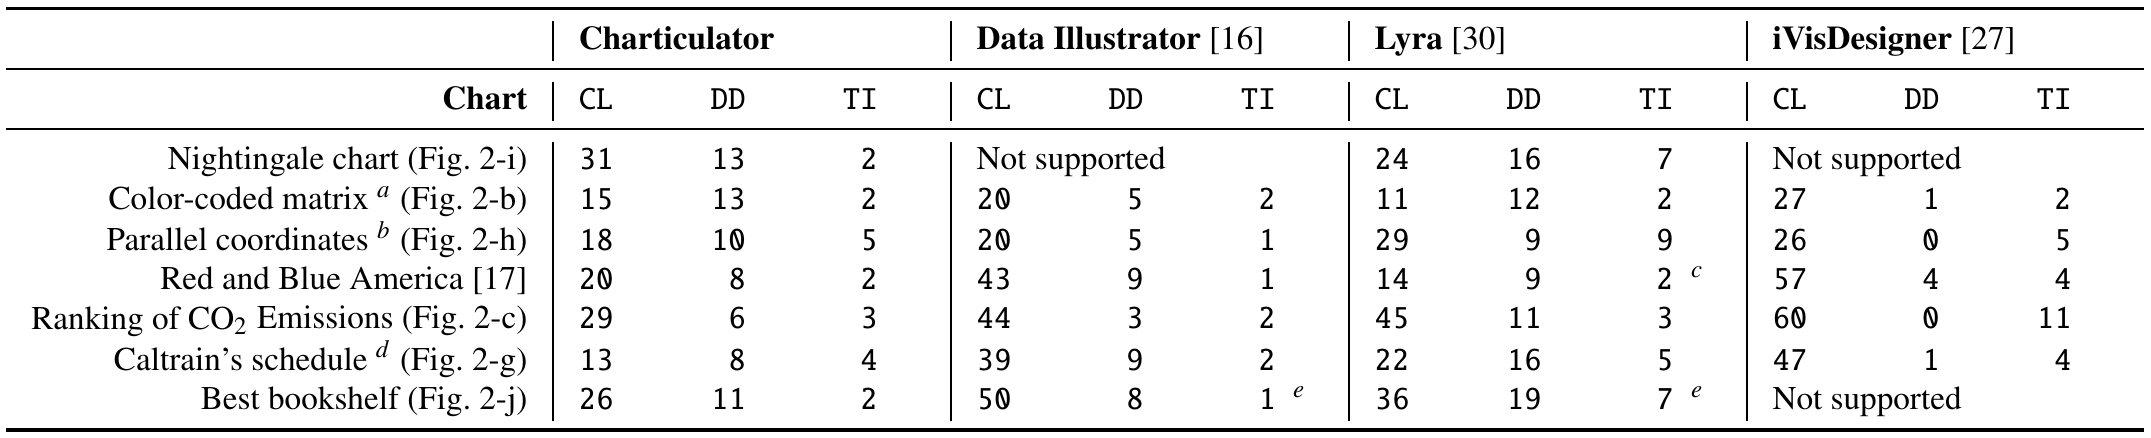 Charticulator Data Illustrator [16] Lyra [30] iVisDesigner [27]
Chart CL DD TI CL DD TI CL DD TI CL DD TI
Nightingale chart (Fig. 2-i) 31 13 2 Not supported 24 16 7 Not supported
Color-coded matrix a (Fig. 2-b) 15 13 2 20 5 2 11 12 2 27 1 2
Parallel coordinates b (Fig. 2-h) 18 10 5 20 5 1 29 9 9 26 0 5
Red and Blue America [17] 20 8 2 43 9 1 14 9 2 c 57 4 4
Ranking of CO₂ Emissions (Fig. 2-c) 29 6 3 44 3 2 45 11 3 60 0 11
Caltrain's schedule d (Fig. 2-g) 13 8 4 39 9 2 22 16 5 47 1 4
Best bookshelf (Fig. 2-j) 26 11 2 50 8 1 e 36 19 7 e Not supported